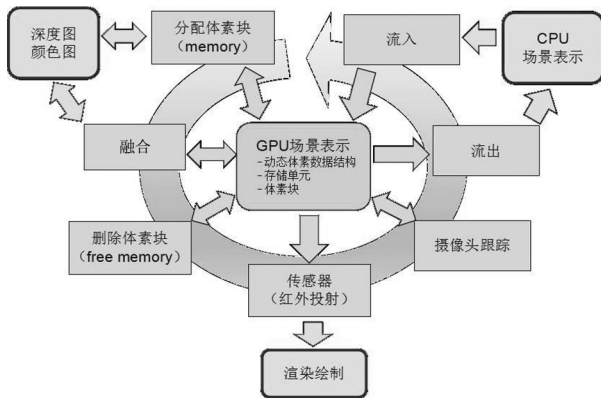 深度图
颜色图
分配体素块
（memory）
流入
CPU
场景表示
融合
GPU场景表示
-动态体素数据结构
-存储单元
-体素块
流出
删除体素块
（free memory）
传感器
（红外投射）
摄像头跟踪
渲染绘制